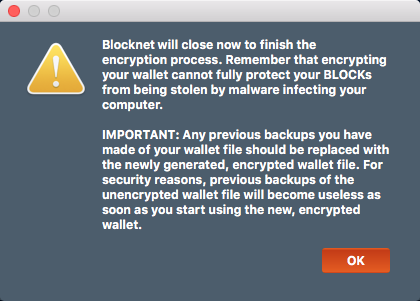 Blocknet will close now to finish the
encryption process. Remember that encrypting
your wallet cannot fully protect your BLOCKs
from being stolen by malware infecting your
computer.
IMPORTANT: Any previous backups you have
made of your wallet file should be replaced with
the newly generated, encrypted wallet file. For
security reasons, previous backups of the
unencrypted wallet file will become useless as
soon as you start using the new, encrypted
wallet.
OK